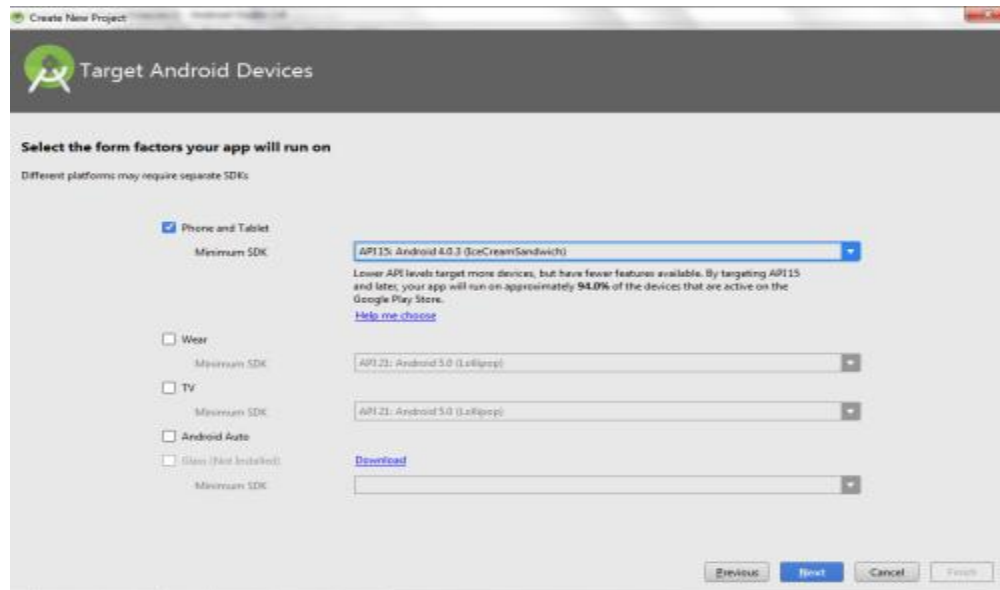 Create New Project
Target Android Devices
Select the form factors your app will run on
Different platforms may require separate SDKs
Phone and Tablet
Minimum SDK API 15: Android 4.0.3 (IceCreamSandwich)
Lower API levels target more devices, but have fewer features available. By targeting API 15
and later, your app will run on approximately 94.0% of the devices that are active on the
Google Play Store.
Help me choose
Wear
Minimum SDK API 21: Android 5.0 (Lollipop)
TV
Minimum SDK API 21: Android 5.0 (Lollipop)
Android Auto
Glass (Not Installed) Download
Minimum SDK
Previous Next Cancel Finish